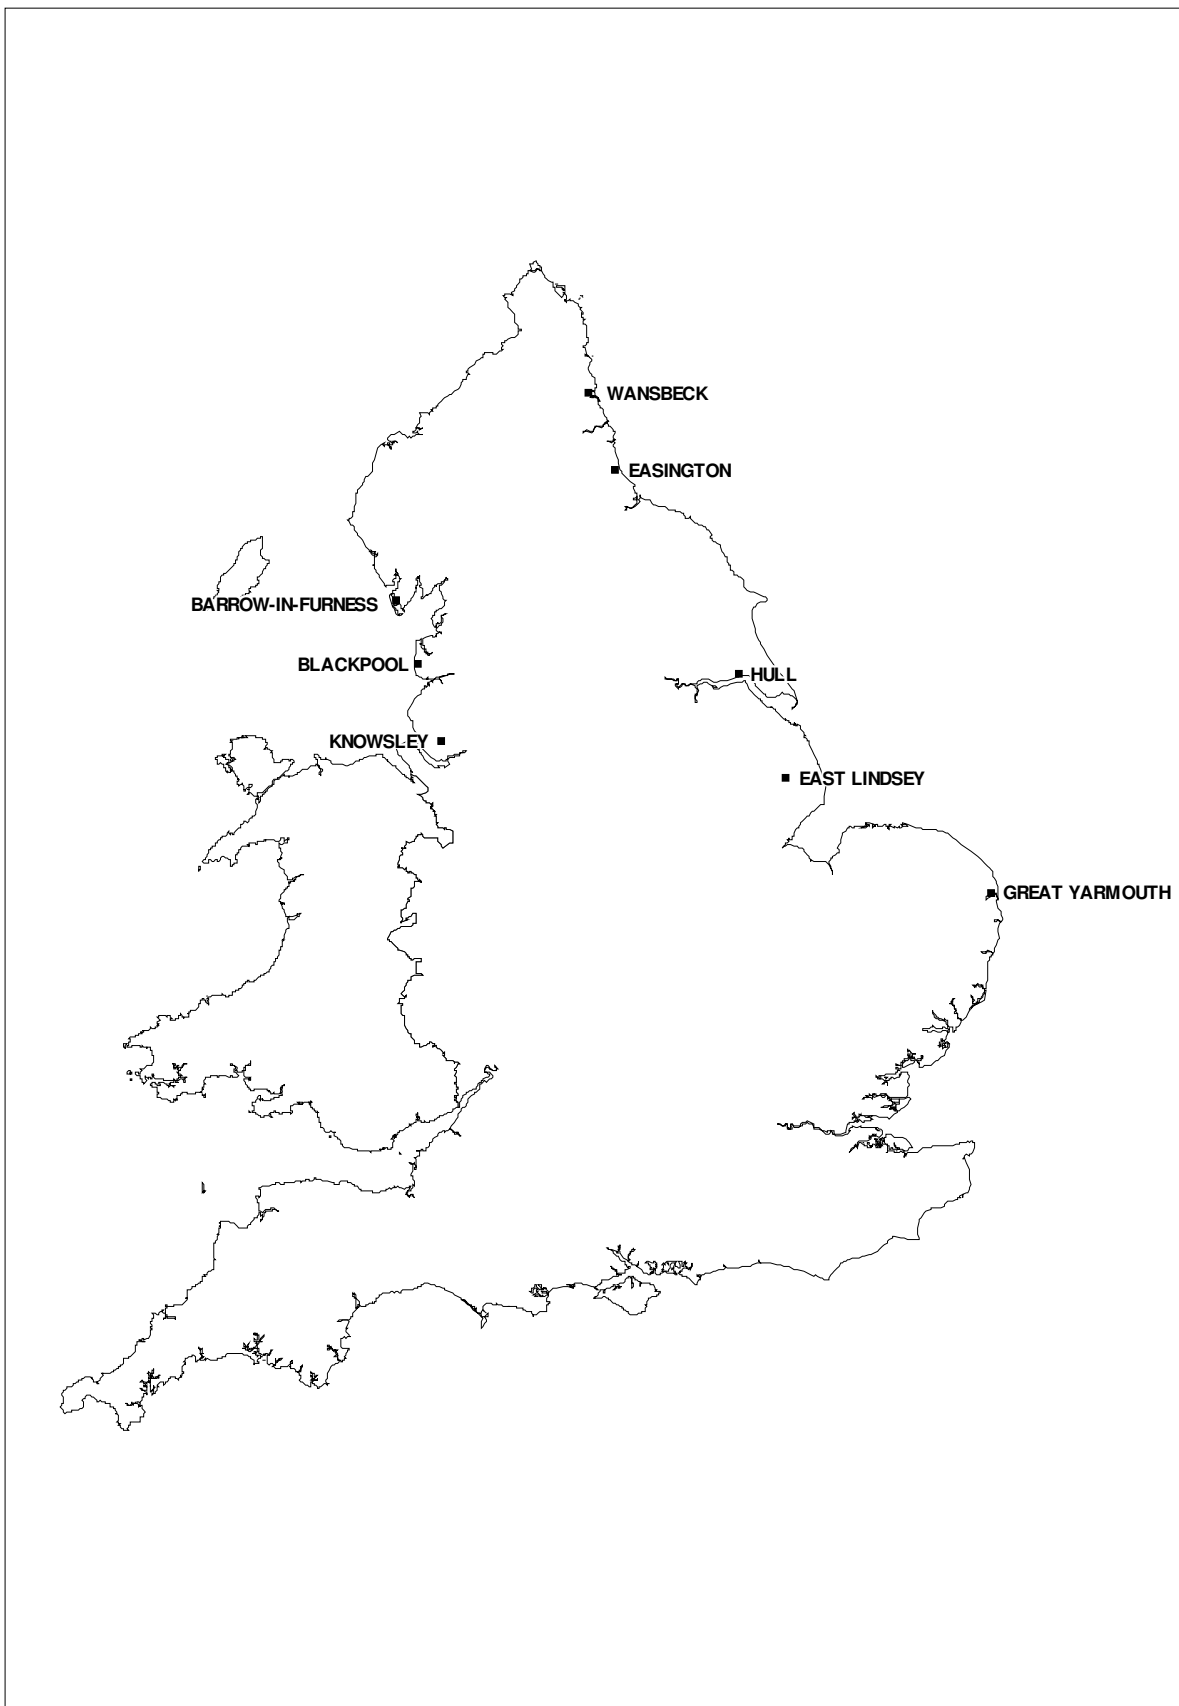 WANSBECK
EASINGTON
BARROW-IN-FURNESS
BLACKPOOL
HULL
KNOWSLEY
EAST LINDSEY
GREAT YARMOUTH